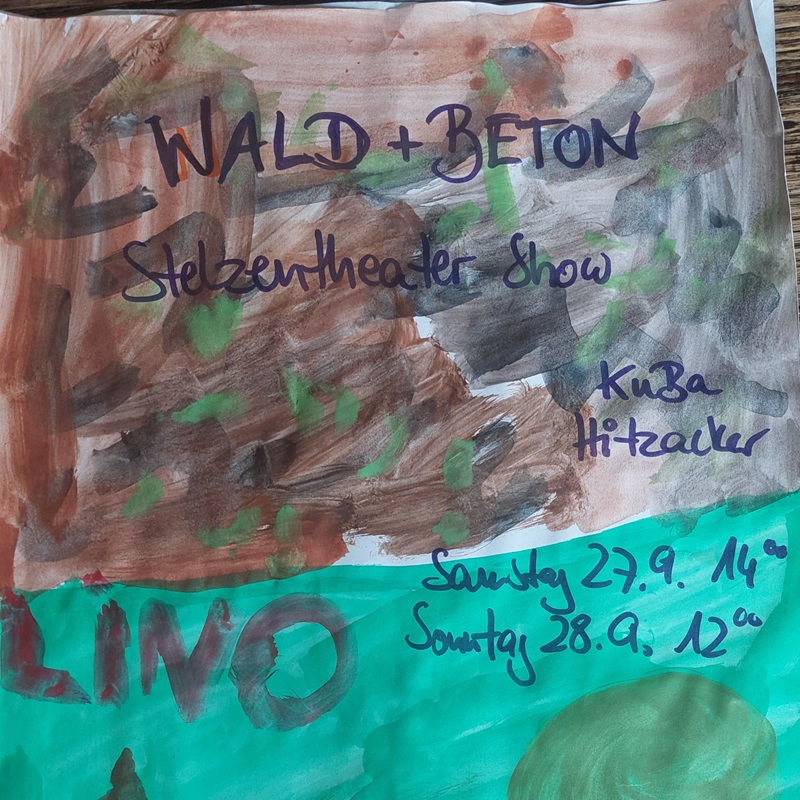 WALD + BETON
Stelzentheater Show
KuBa
Hitzacker
Samstag 27.9. 14⁰⁰
Sonntag 28.9. 12⁰⁰
LINO